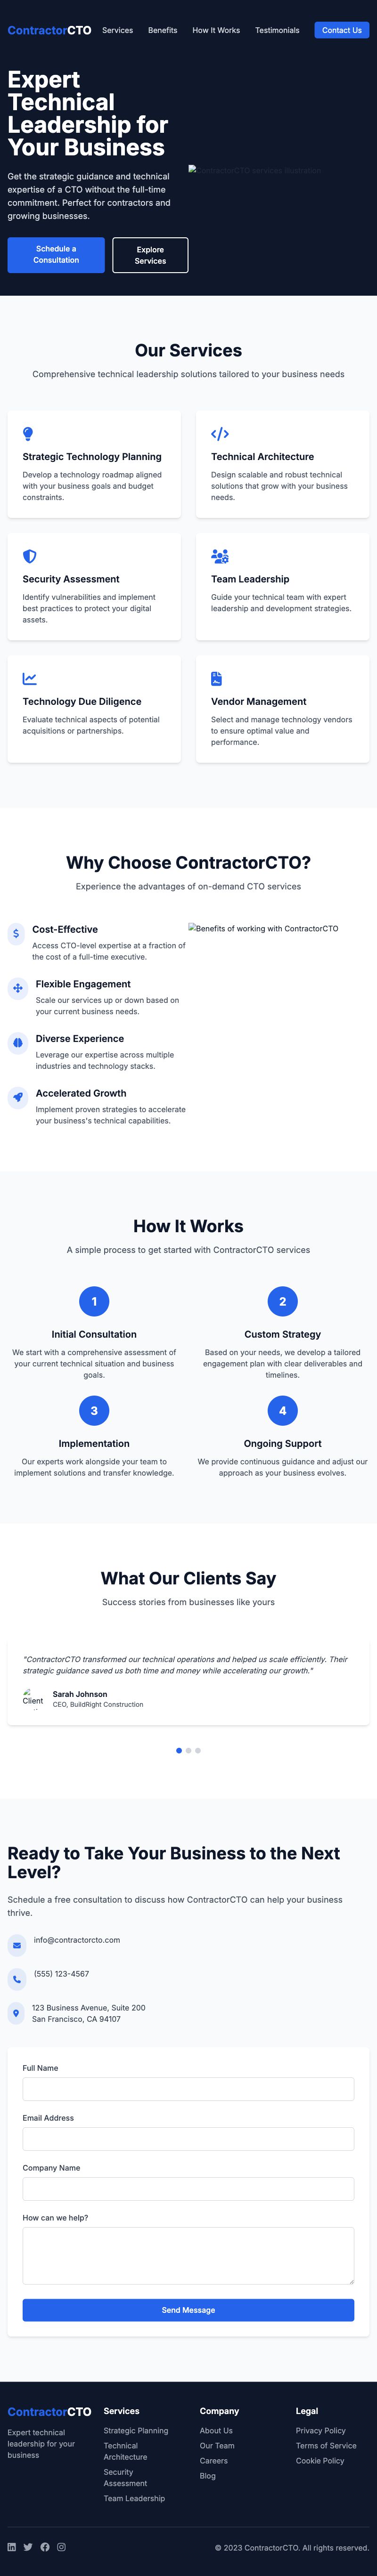 ContractorCTO Services Benefits How It Works Testimonials Contact Us
Expert
Technical
Leadership for
Your Business
Get the strategic guidance and technical
expertise of a CTO without the full-time
commitment. Perfect for contractors and
growing businesses.
Schedule a
Consultation
Explore
Services
ContractorCTO services illustration
Our Services
Comprehensive technical leadership solutions tailored to your business needs
Strategic Technology Planning
Develop a technology roadmap aligned
with your business goals and budget
constraints.
Technical Architecture
Design scalable and robust technical
solutions that grow with your business
needs.
Security Assessment
Identify vulnerabilities and implement
best practices to protect your digital
assets.
Team Leadership
Guide your technical team with expert
leadership and development strategies.
Technology Due Diligence
Evaluate technical aspects of potential
acquisitions or partnerships.
Vendor Management
Select and manage technology vendors
to ensure optimal value and
performance.
Why Choose ContractorCTO?
Experience the advantages of on-demand CTO services
Cost-Effective
Access CTO-level expertise at a fraction of
the cost of a full-time executive.
Flexible Engagement
Scale our services up or down based on
your current business needs.
Diverse Experience
Leverage our expertise across multiple
industries and technology stacks.
Accelerated Growth
Implement proven strategies to accelerate
your business's technical capabilities.
Benefits of working with ContractorCTO
How It Works
A simple process to get started with ContractorCTO services
1
Initial Consultation
We start with a comprehensive assessment of
your current technical situation and business
goals.
2
Custom Strategy
Based on your needs, we develop a tailored
engagement plan with clear deliverables and
timelines.
3
Implementation
Our experts work alongside your team to
implement solutions and transfer knowledge.
4
Ongoing Support
We provide continuous guidance and adjust our
approach as your business evolves.
What Our Clients Say
Success stories from businesses like yours
"ContractorCTO transformed our technical operations and helped us scale efficiently. Their
strategic guidance saved us both time and money while accelerating our growth."
Client
Sarah Johnson
CEO, BuildRight Construction
Ready to Take Your Business to the Next
Level?
Schedule a free consultation to discuss how ContractorCTO can help your business
thrive.
info@contractorcto.com
(555) 123-4567
123 Business Avenue, Suite 200
San Francisco, CA 94107
Full Name
Email Address
Company Name
How can we help?
Send Message
ContractorCTO
Expert technical
leadership for your
business
Services
Strategic Planning
Technical
Architecture
Security
Assessment
Team Leadership
Company
About Us
Our Team
Careers
Blog
Legal
Privacy Policy
Terms of Service
Cookie Policy
© 2023 ContractorCTO. All rights reserved.